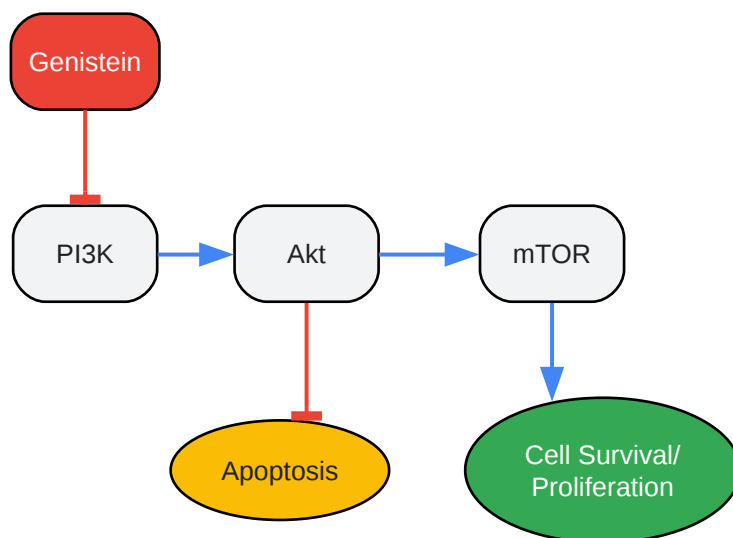 Genistein
PI3K
Akt
mTOR
Apoptosis
Cell Survival/
Proliferation